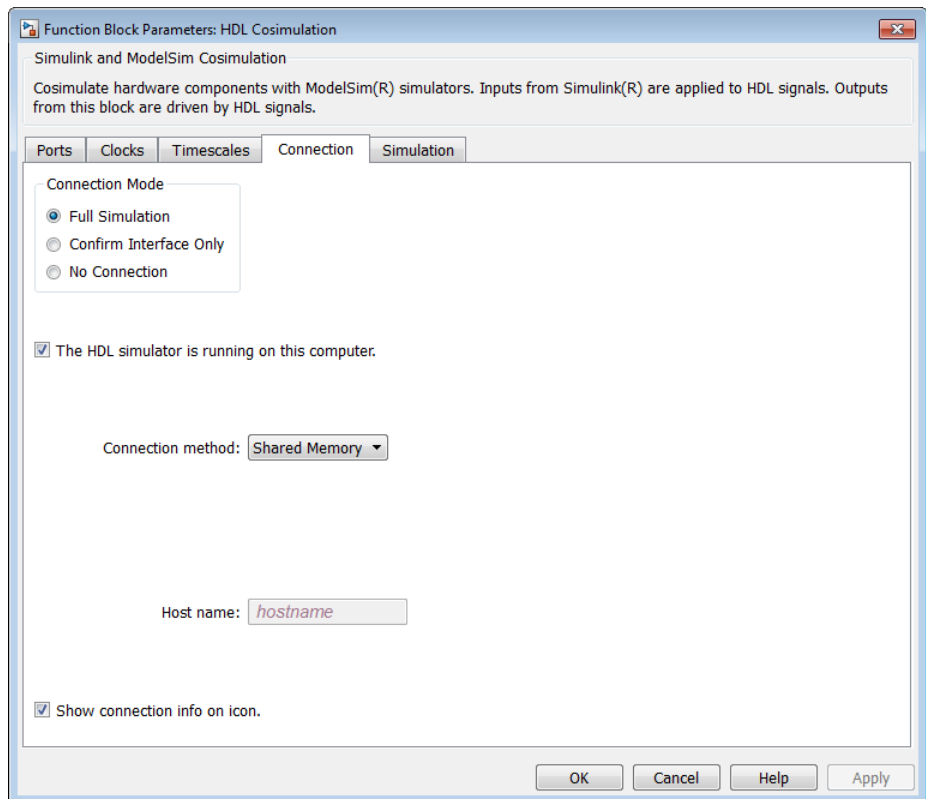 Function Block Parameters: HDL Cosimulation
Simulink and ModelSim Cosimulation
Cosimulate hardware components with ModelSim(R) simulators. Inputs from Simulink(R) are applied to HDL signals. Outputs
from this block are driven by HDL signals.
Ports Clocks Timescales Connection Simulation
Connection Mode
Full Simulation
Confirm Interface Only
No Connection
The HDL simulator is running on this computer.
Connection method: Shared Memory
Host name: hostname
Show connection info on icon.
OK Cancel Help Apply